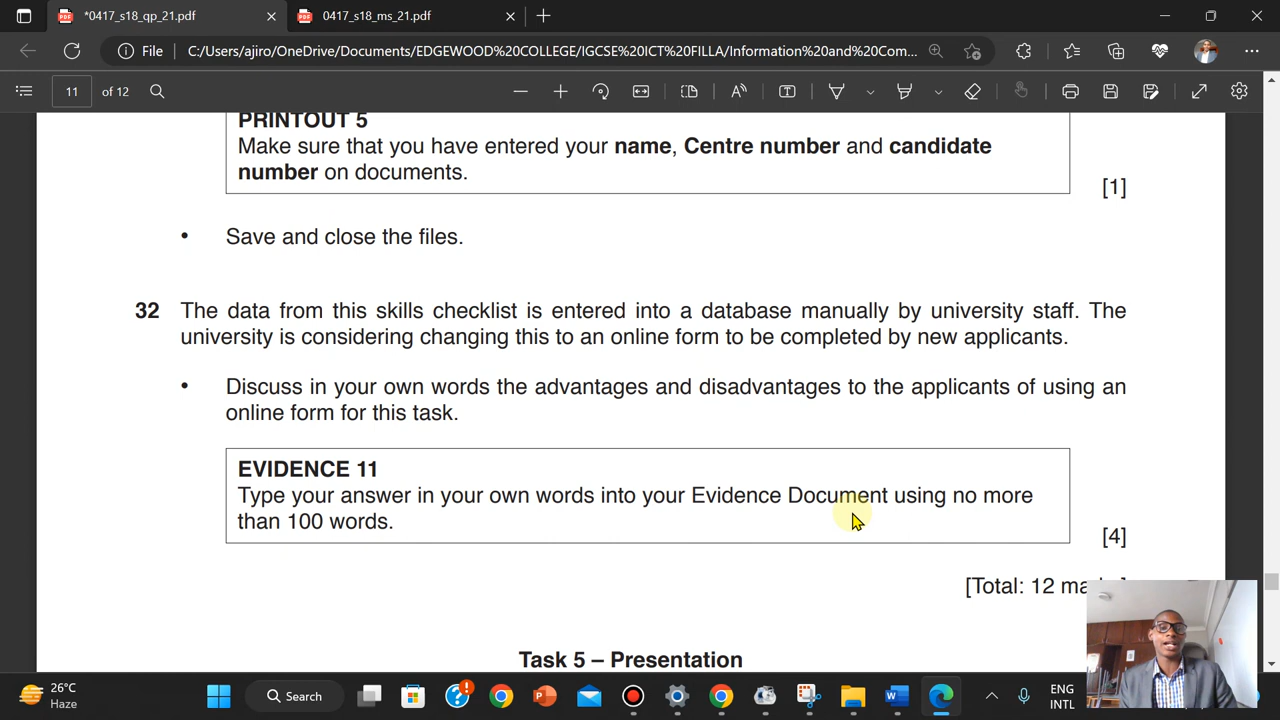 *0417_s18_qp_21.pdf
0417_s18_ms_21.pdf
File
C:/Users/ajiro/OneDrive/Documents/EDGEWOOD%20COLLEGE/IGCSE%20ICT%20FILLA/Information%20and%20Com...
11 of 12
PRINTOUT 5
Make sure that you have entered your name, Centre number and candidate
number on documents.
[1]
• Save and close the files.
32 The data from this skills checklist is entered into a database manually by university staff. The
university is considering changing this to an online form to be completed by new applicants.
• Discuss in your own words the advantages and disadvantages to the applicants of using an
online form for this task.
EVIDENCE 11
Type your answer in your own words into your Evidence Document using no more
than 100 words.
[4]
[Total: 12
Task 5 – Presentation
26°C
Haze
Search
ENG
INTL